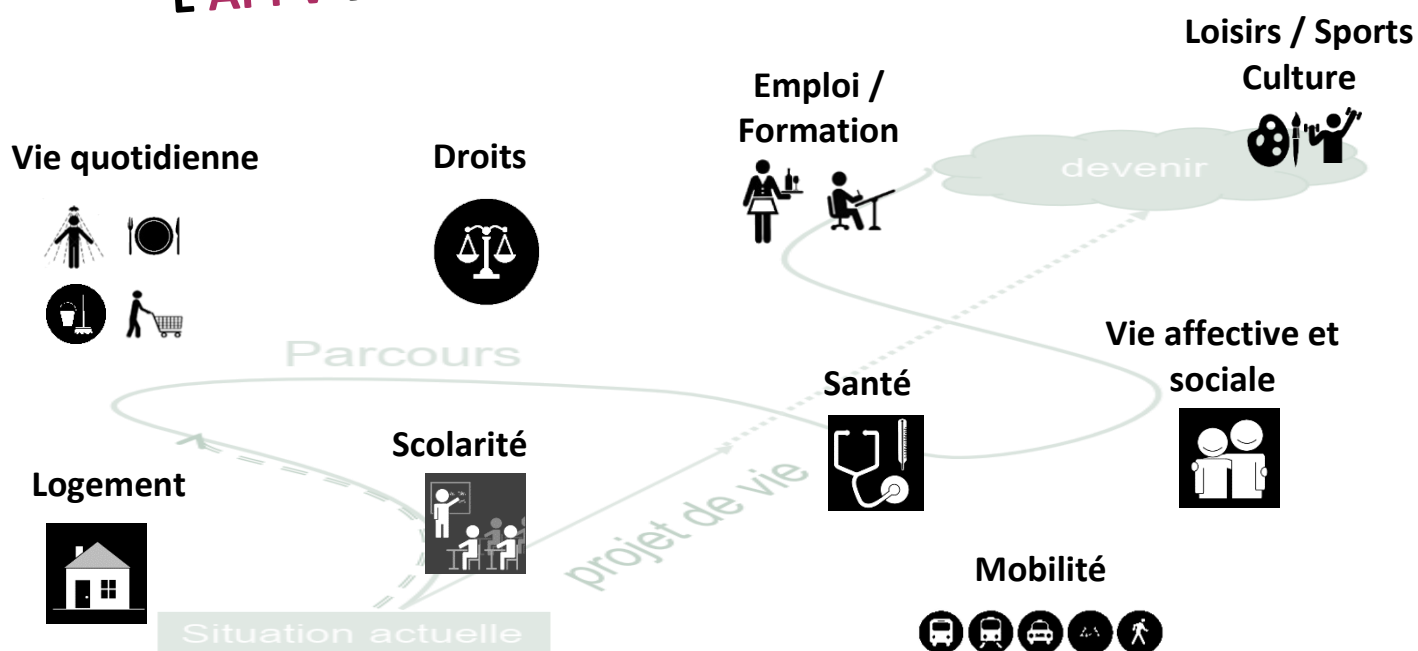 Loisirs / Sports
Culture
Emploi /
Formation
Vie quotidienne
Droits
devenir
Parcours
Vie affective et
sociale
Santé
Scolarité
Logement
projet de vie
Mobilité
Situation actuelle